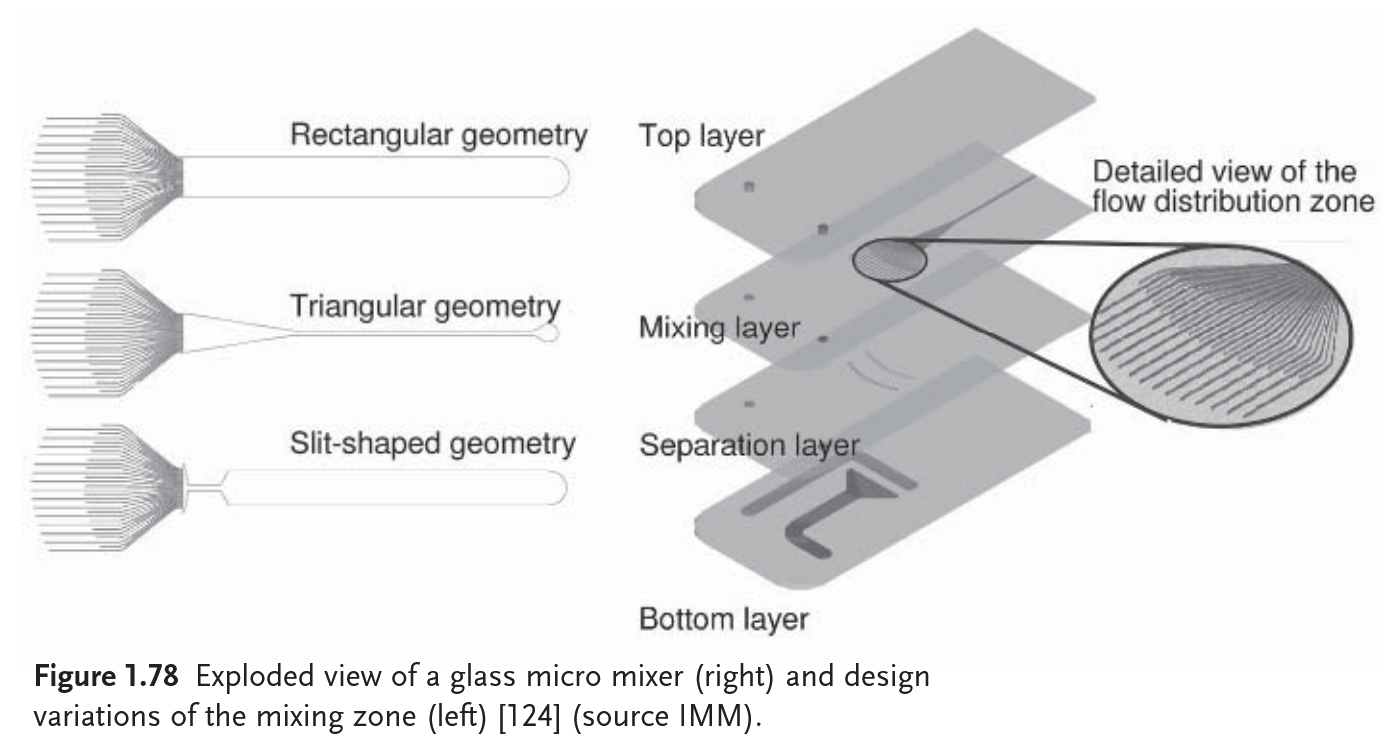 Rectangular geometry
Top layer
Detailed view of the
flow distribution zone
Triangular geometry
Mixing layer
Slit-shaped geometry
Separation layer
Bottom layer
Figure 1.78 Exploded view of a glass micro mixer (right) and design
variations of the mixing zone (left) [124] (source IMM).